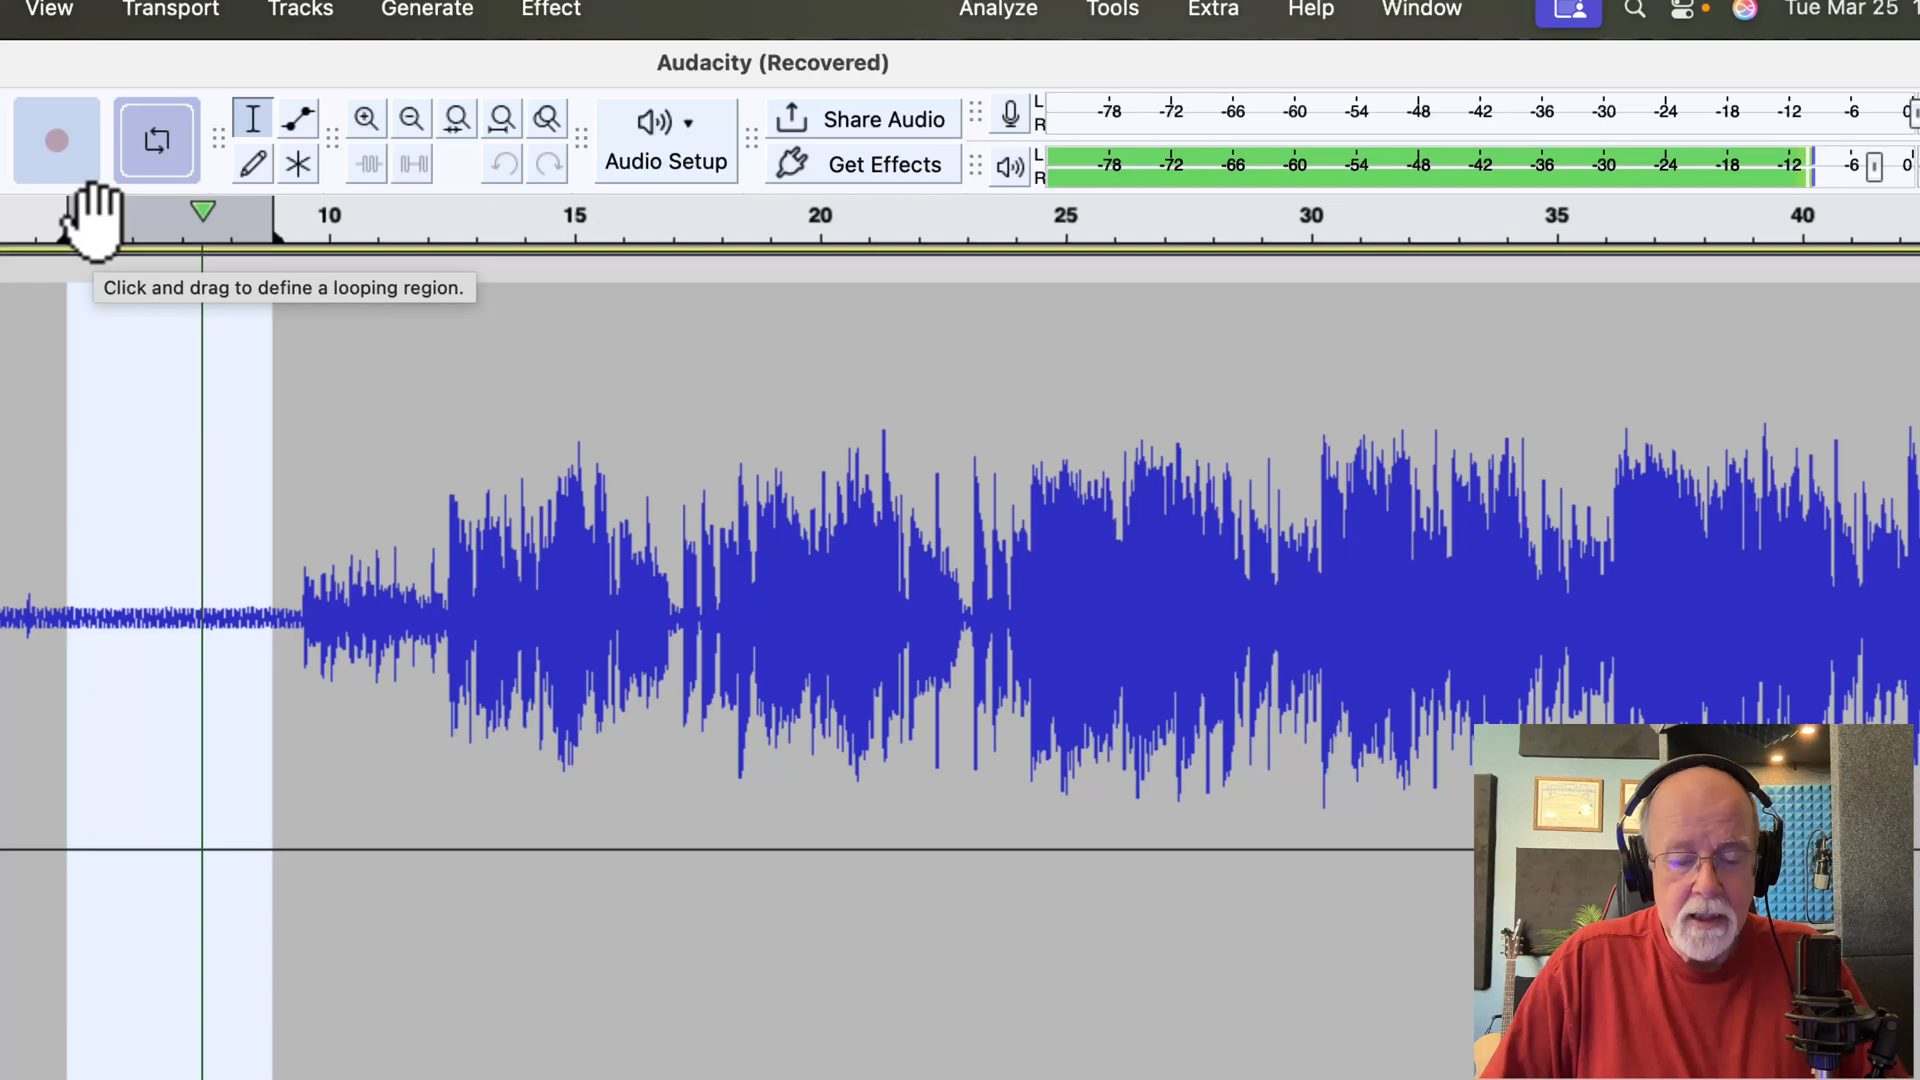 View Transport Tracks Generate Effect Analyze Tools Extra Help Window Tue Mar 25
Audacity (Recovered)
Share Audio
L
R
-78 -72 -66 -60 -54 -48 -42 -36 -30 -24 -18 -12 -6 0
Audio Setup
Get Effects
L
R
-78 -72 -66 -60 -54 -48 -42 -36 -30 -24 -18 -12 -6 0
10 15 20 25 30 35 40
Click and drag to define a looping region.